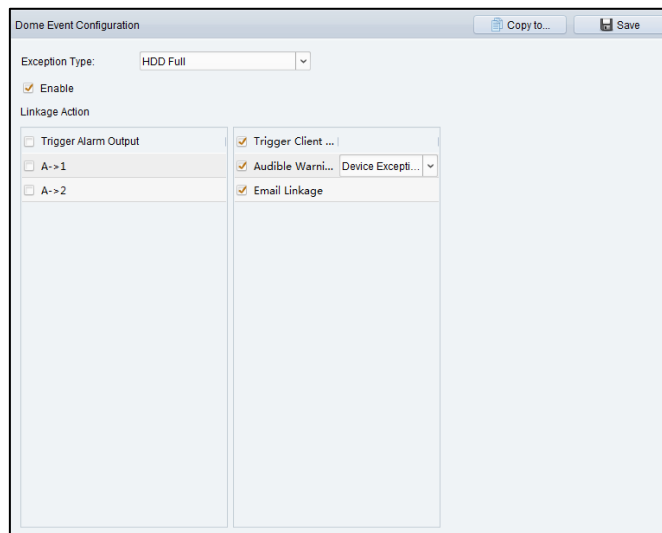 Dome Event Configuration
Copy to...
Save
Exception Type:
HDD Full
Enable
Linkage Action
Trigger Alarm Output
Trigger Client ...
A->1
Audible Warni...
Device Excepti...
A->2
Email Linkage